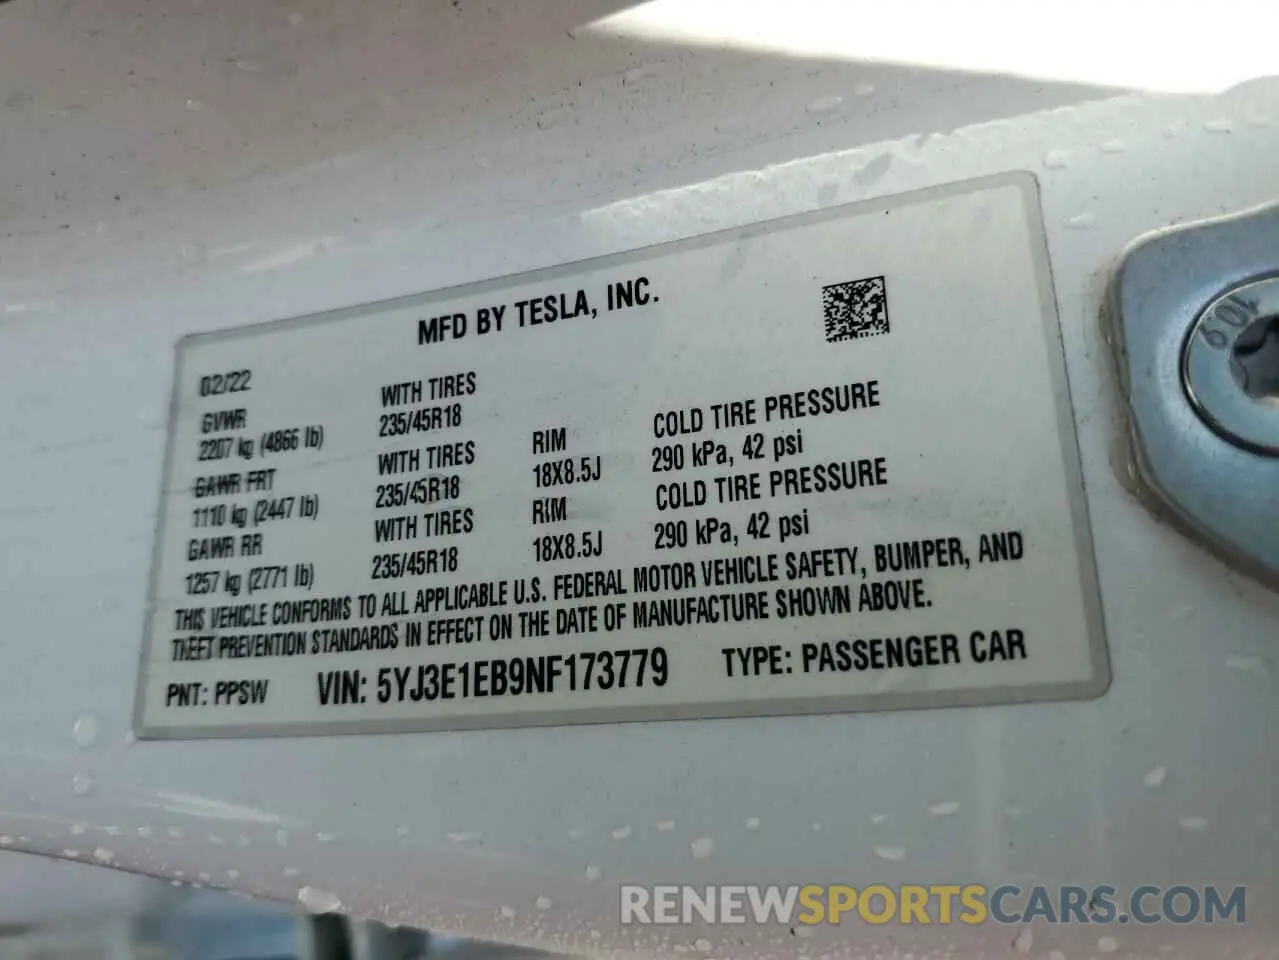 MFD BY TESLA, INC.
02/22
GVWR
2207 kg (4866 lb)
GAWR FRT
1110 kg (2447 lb)
GAWR RR
1257 kg (2771 lb)
WITH TIRES
235/45R18
WITH TIRES
235/45R18
WITH TIRES
235/45R18
RIM
18X8.5J
RIM
18X8.5J
COLD TIRE PRESSURE
290 kPa, 42 psi
COLD TIRE PRESSURE
290 kPa, 42 psi
THIS VEHICLE CONFORMS TO ALL APPLICABLE U.S. FEDERAL MOTOR VEHICLE SAFETY, BUMPER, AND
THEFT PREVENTION STANDARDS IN EFFECT ON THE DATE OF MANUFACTURE SHOWN ABOVE.
PNT: PPSW VIN: 5YJ3E1EB9NF173779 TYPE: PASSENGER CAR
RENEWSPORTSCARS.COM